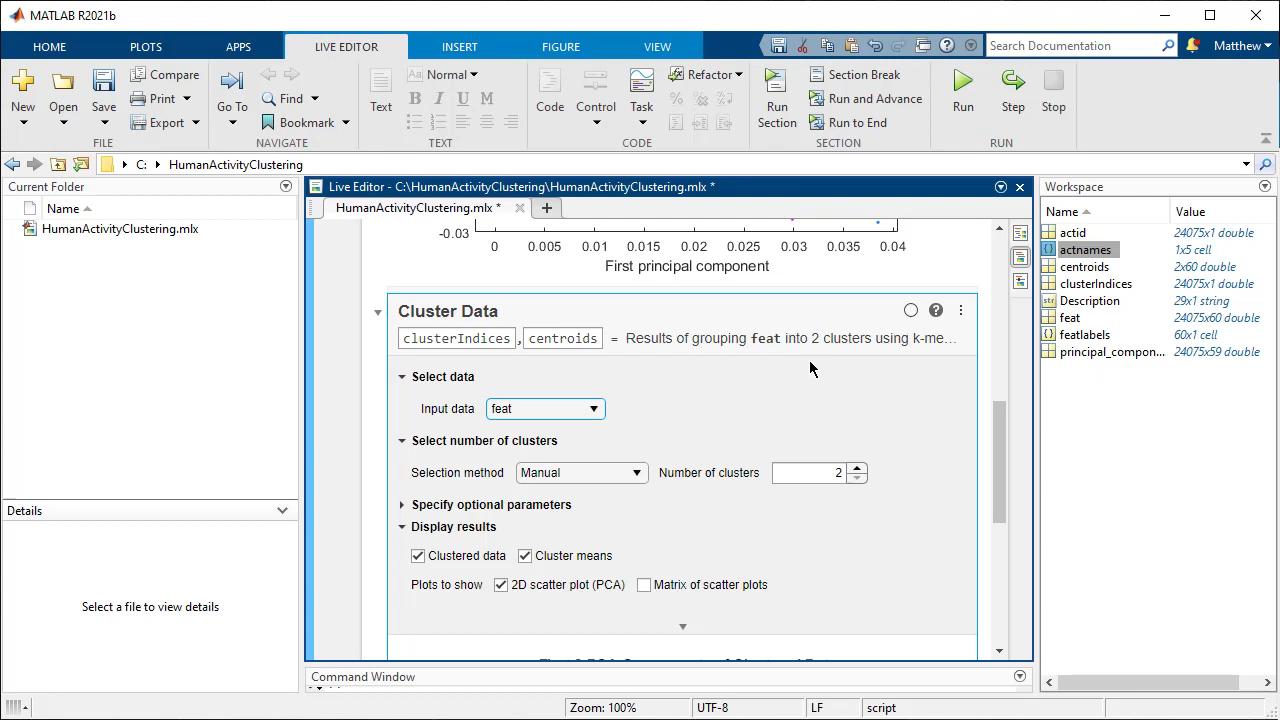 MATLAB R2021b
HOME PLOTS APPS LIVE EDITOR INSERT FIGURE VIEW Search Documentation Matthew
New Open Save Compare Print Export Go To Find Bookmark Text Aa Normal B I U M Code Control Task Refactor Run Section Section Break Run and Advance Run to End Run Step Stop
FILE NAVIGATE TEXT CODE SECTION RUN
C: HumanActivityClustering
Current Folder
Name
HumanActivityClustering.mlx
Details
Select a file to view details
Live Editor - C:\HumanActivityClustering\HumanActivityClustering.mlx *
HumanActivityClustering.mlx *
-0.03
0 0.005 0.01 0.015 0.02 0.025 0.03 0.035 0.04
First principal component
Cluster Data
clusterIndices , centroids = Results of grouping feat into 2 clusters using k-me...
Select data
Input data feat
Select number of clusters
Selection method Manual Number of clusters 2
Specify optional parameters
Display results
Clustered data Cluster means
Plots to show 2D scatter plot (PCA) Matrix of scatter plots
Command Window
Workspace
Name Value
actid 24075x1 double
actnames 1x5 cell
centroids 2x60 double
clusterIndices 24075x1 double
Description 29x1 string
feat 24075x60 double
featlabels 60x1 cell
principal_compon... 24075x59 double
Zoom: 100% UTF-8 LF script